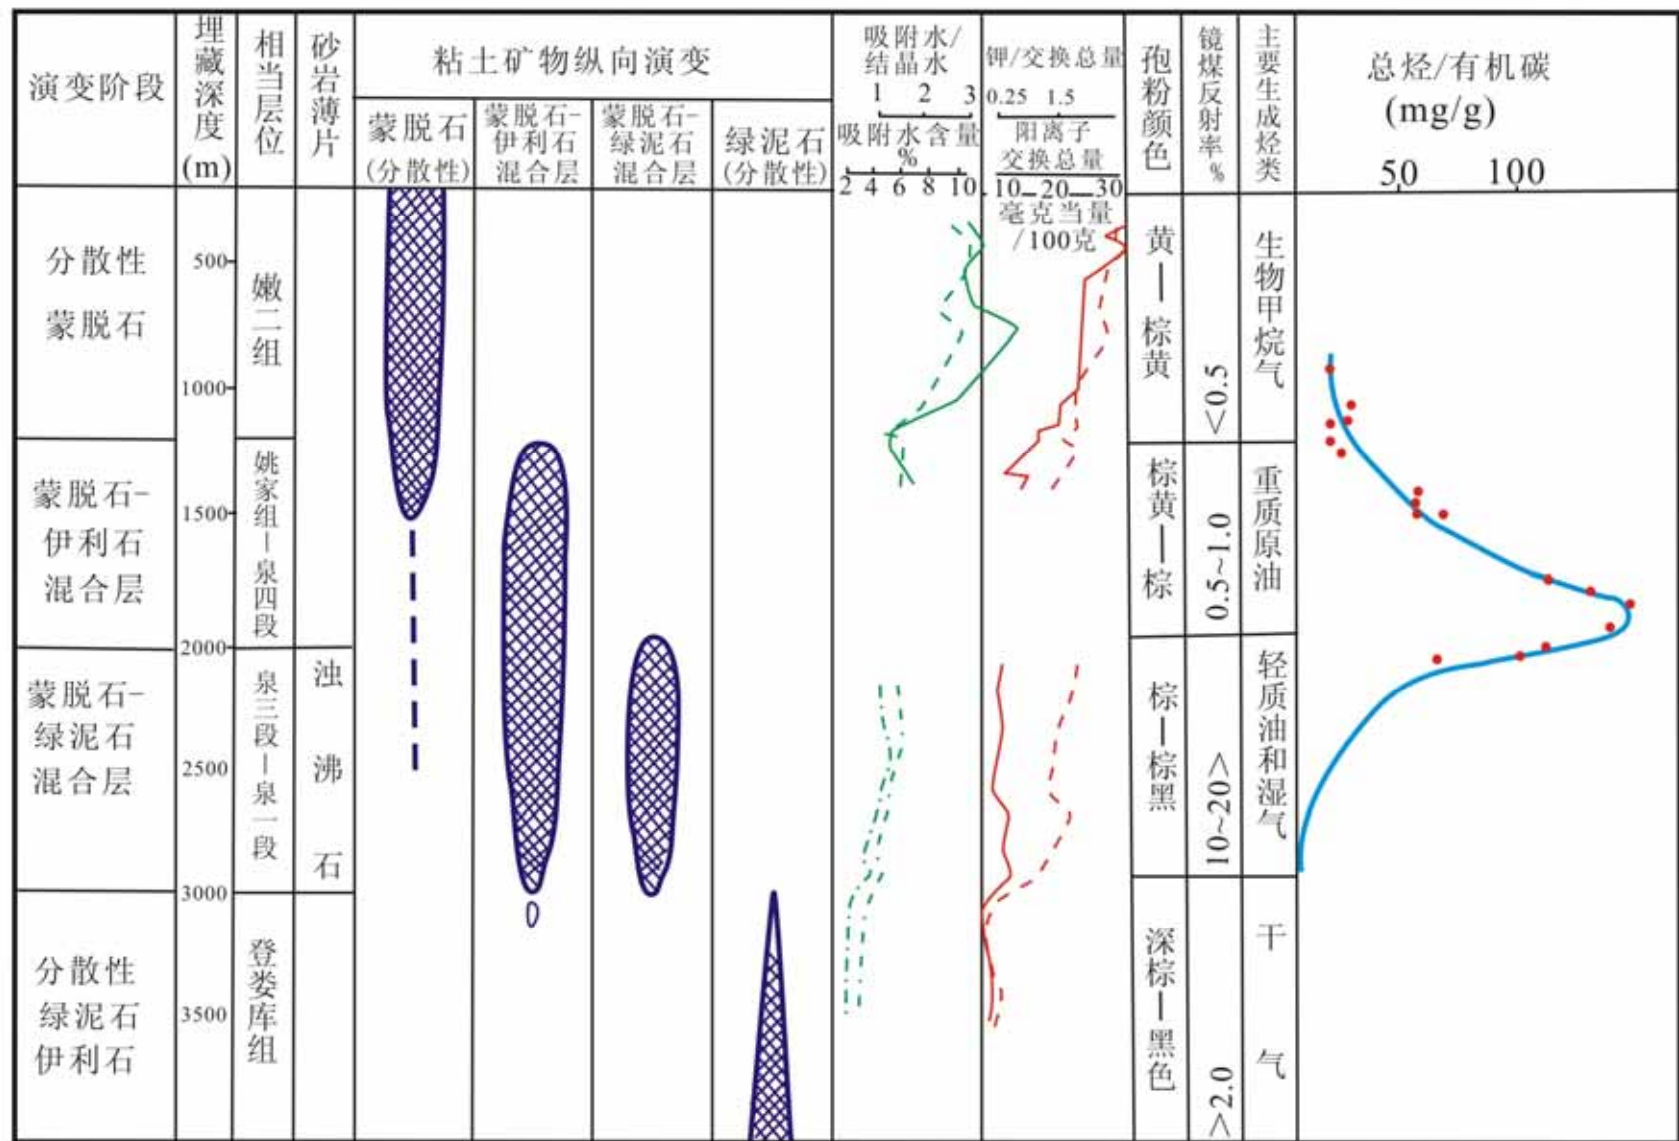 演变阶段
埋藏深度
(m)
相当层位
砂岩薄片
粘土矿物纵向演变
蒙脱石
(分散性)
蒙脱石-
伊利石
混合层
蒙脱石-
绿泥石
混合层
绿泥石
(分散性)
吸附水/
结晶水
1 2 3
吸附水含量
%
2 4 6 8 10
钾/交换总量
0.25 1.5
阳离子
交换总量
10 20 30
毫克当量
/100克
孢粉颜色
镜煤反射率%
主要生成烃类
总烃/有机碳
(mg/g)
50 100
分散性
蒙脱石
500
1000
嫩二组
黄—棕黄
<0.5
生物甲烷气
蒙脱石-
伊利石
混合层
1500
姚家组—泉四段
棕黄—棕
0.5~1.0
重质原油
2000
蒙脱石-
绿泥石
混合层
2500
泉三段—泉一段
浊沸石
棕—棕黑
10~20>
轻质油和湿气
3000
分散性
绿泥石
伊利石
3500
登娄库组
深棕—黑色
>2.0
干气